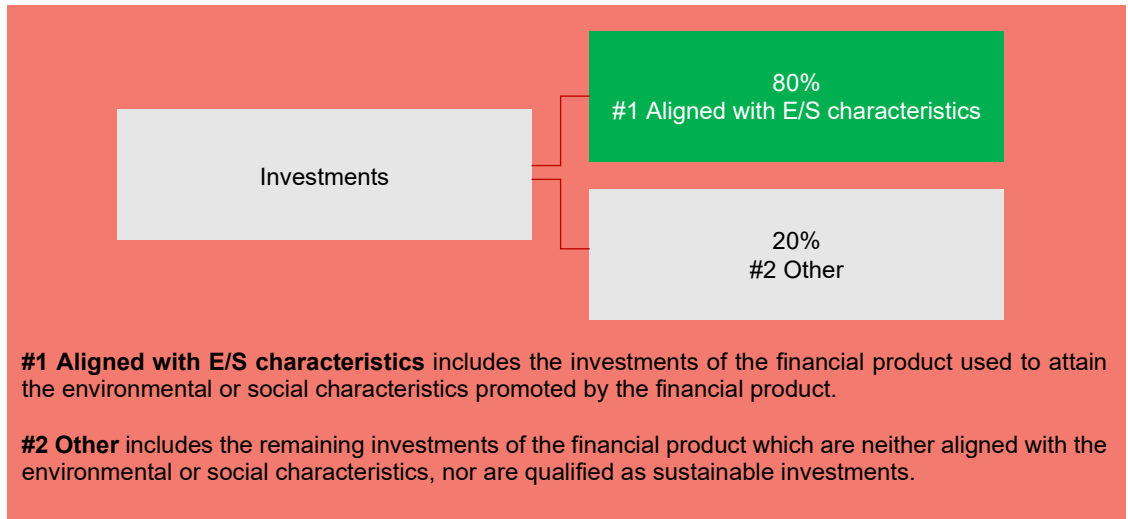 80%
#1 Aligned with E/S characteristics
Investments
20%
#2 Other
#1 Aligned with E/S characteristics includes the investments of the financial product used to attain
the environmental or social characteristics promoted by the financial product.
#2 Other includes the remaining investments of the financial product which are neither aligned with the
environmental or social characteristics, nor are qualified as sustainable investments.